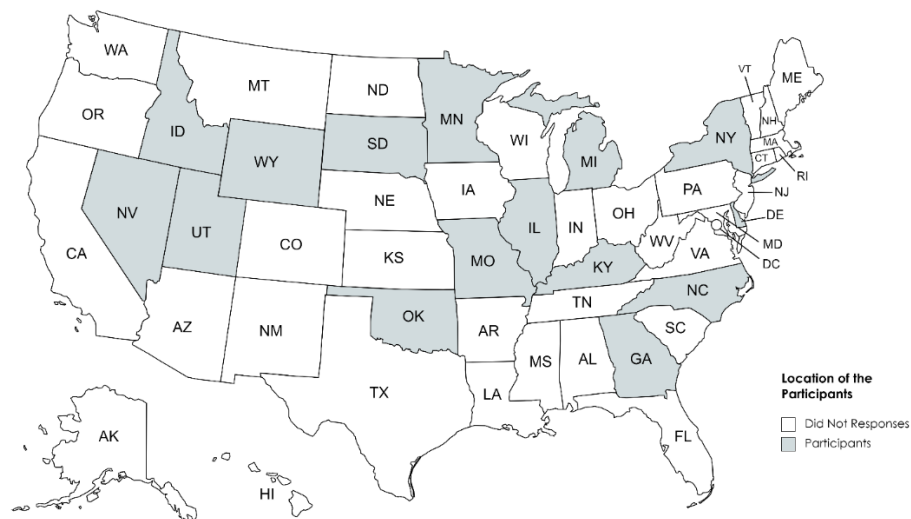 WA
MT
ND
MN
VT
ME
OR
ID
WY
SD
WI
MI
NY
NH
MA
CT
RI
NV
UT
CO
NE
IA
IL
IN
OH
PA
NJ
DE
MD
DC
CA
KS
MO
KY
WV
VA
AZ
NM
OK
AR
TN
NC
SC
TX
LA
MS
AL
GA
FL
AK
HI
Location of the
Participants
Did Not Responses
Participants